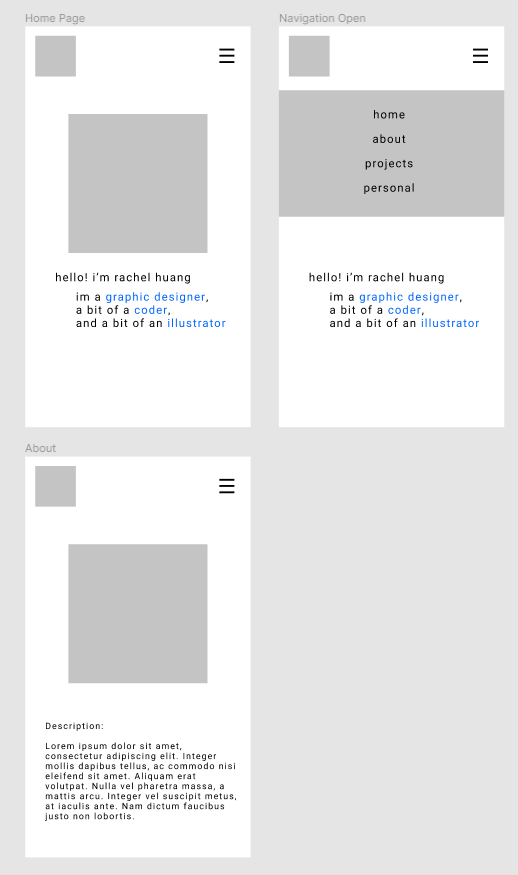 Home Page
hello! i'm rachel huang
im a graphic designer,
a bit of a coder,
and a bit of an illustrator
Navigation Open
home
about
projects
personal
hello! i'm rachel huang
im a graphic designer,
a bit of a coder,
and a bit of an illustrator
About
Description:
Lorem ipsum dolor sit amet,
consectetur adipiscing elit. Integer
mollis dapibus tellus, ac commodo nisi
eleifend sit amet. Aliquam erat
volutpat. Nulla vel pharetra massa, a
mattis arcu. Integer vel suscipit metus,
at iaculis ante. Nam dictum faucibus
justo non lobortis.